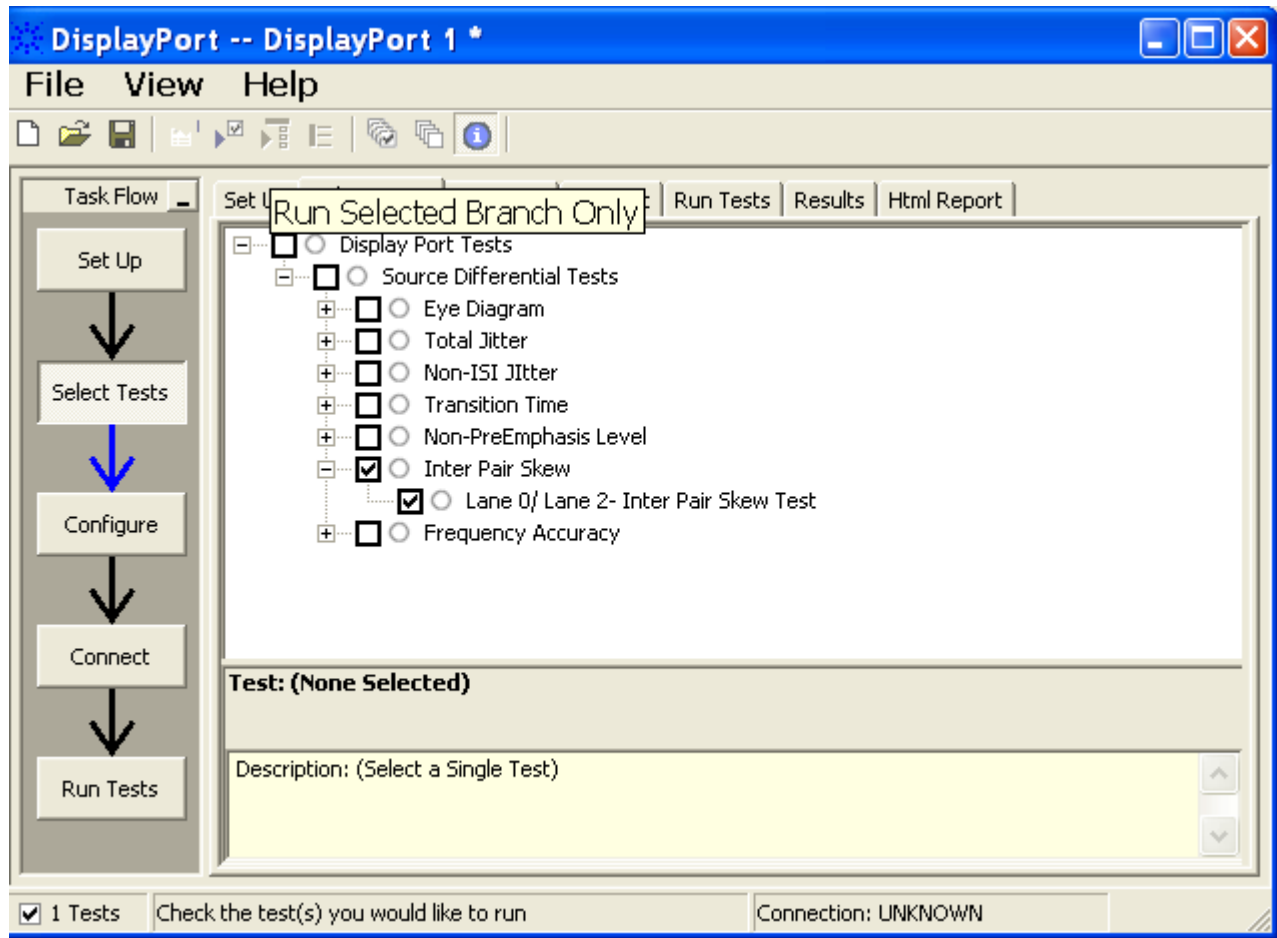 DisplayPort -- DisplayPort 1 *
File View Help
Task Flow
Set Up
Select Tests
Configure
Connect
Run Tests
Set Run Tests Results Html Report
Run Selected Branch Only
Display Port Tests
Source Differential Tests
Eye Diagram
Total Jitter
Non-ISI JItter
Transition Time
Non-PreEmphasis Level
Inter Pair Skew
Lane 0/ Lane 2- Inter Pair Skew Test
Frequency Accuracy
Test: (None Selected)
Description: (Select a Single Test)
1 Tests Check the test(s) you would like to run Connection: UNKNOWN